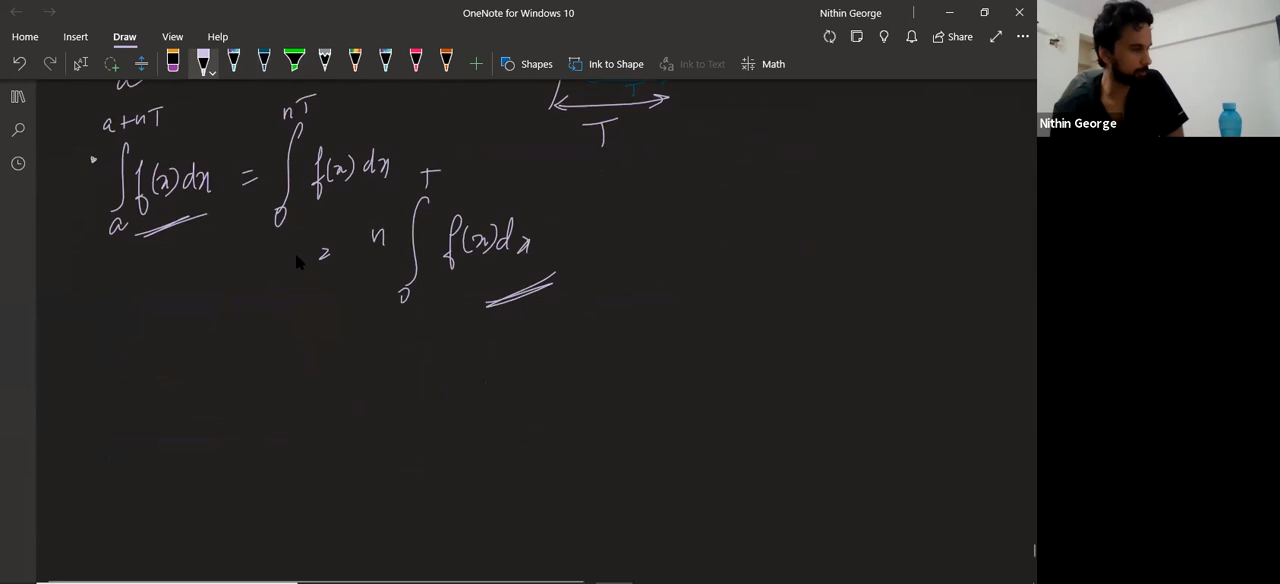 OneNote for Windows 10
Nithin George
Home Insert Draw View Help
Share
Shapes Ink to Shape Ink to Text Math
Nithin George
a
T
T
a+nT nT
∫ f(x)dx = ∫ f(x)dx
a 0
T
= n ∫ f(x)dx
0